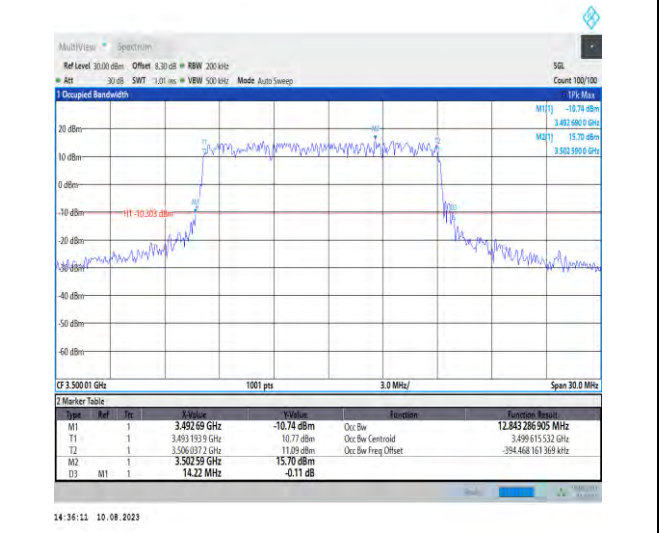 MultiView Spectrum
Ref Level 30.00 dBm Offset 8.30 dB RBW 200 kHz SGL
Att 30 dB SWT 1.01 ms VBW 500 kHz Mode Auto Sweep Count 100/100
1 Occupied Bandwidth 1Pk Max
M1[1] -10.74 dBm
3.492 690 0 GHz
M2[1] 15.70 dBm
3.502 590 0 GHz
20 dBm
T1 M2 T2
10 dBm
0 dBm
M1 D3
-10 dBm H1 -10.303 dBm
-20 dBm
-30 dBm
-40 dBm
-50 dBm
-60 dBm
CF 3.500 01 GHz 1001 pts 3.0 MHz/ Span 30.0 MHz
2 Marker Table
Type Ref Trc X-Value Y-Value Function Function Result
M1 1 3.492 69 GHz -10.74 dBm Occ Bw 12.843 286 905 MHz
T1 1 3.493 193 9 GHz 10.77 dBm Occ Bw Centroid 3.499 615 532 GHz
T2 1 3.506 037 2 GHz 11.09 dBm Occ Bw Freq Offset -394.468 161 369 kHz
M2 1 3.502 59 GHz 15.70 dBm
D3 M1 1 14.22 MHz -0.11 dB
14:36:11 10.08.2023